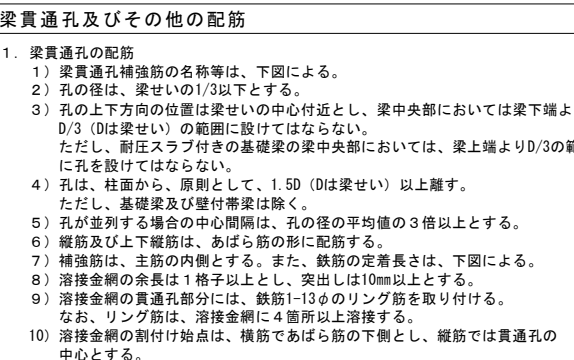 梁貫通孔及びその他の配筋
１．梁貫通孔の配筋
１）梁貫通孔補強筋の名称等は、下図による。
２）孔の径は、梁せいの1/3以下とする。
３）孔の上下方向の位置は梁せいの中心付近とし、梁中央部においては梁下端よ
D/3（Dは梁せい）の範囲に設けてはならない。
ただし、耐圧スラブ付きの基礎梁の梁中央部においては、梁上端よりD/3の範
に孔を設けてはならない。
４）孔は、柱面から、原則として、1.5D（Dは梁せい）以上離す。
ただし、基礎梁及び壁付帯梁は除く。
５）孔が並列する場合の中心間隔は、孔の径の平均値の３倍以上とする。
６）縦筋及び上下縦筋は、あばら筋の形に配筋する。
７）補強筋は、主筋の内側とする。また、鉄筋の定着長さは、下図による。
８）溶接金網の余長は１格子以上とし、突出しは10㎜以上とする。
９）溶接金網の貫通孔部分には、鉄筋1-13φのリング筋を取り付ける。
なお、リング筋は、溶接金網に４箇所以上溶接する。
10）溶接金網の割付け始点は、横筋であばら筋の下側とし、縦筋では貫通孔の
中心とする。